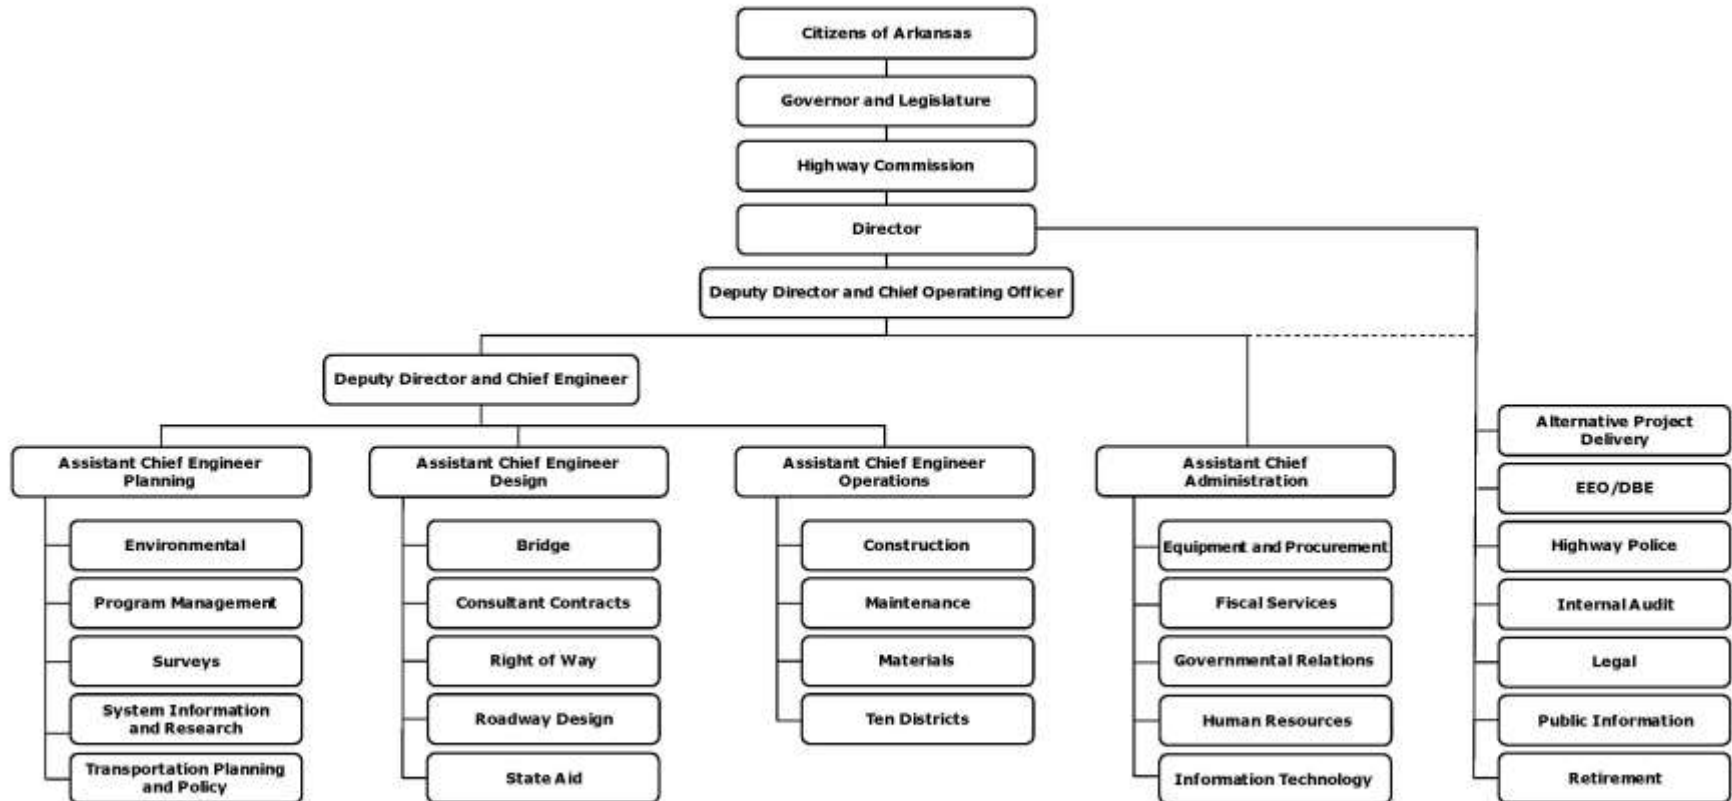 Citizens of Arkansas
Governor and Legislature
Highway Commission
Director
Deputy Director and Chief Operating Officer
Deputy Director and Chief Engineer
Assistant Chief Engineer
Planning
Environmental
Program Management
Surveys
System Information
and Research
Transportation Planning
and Policy
Assistant Chief Engineer
Design
Bridge
Consultant Contracts
Right of Way
Roadway Design
State Aid
Assistant Chief Engineer
Operations
Construction
Maintenance
Materials
Ten Districts
Assistant Chief
Administration
Equipment and Procurement
Fiscal Services
Governmental Relations
Human Resources
Information Technology
Alternative Project
Delivery
EEO/DBE
Highway Police
Internal Audit
Legal
Public Information
Retirement